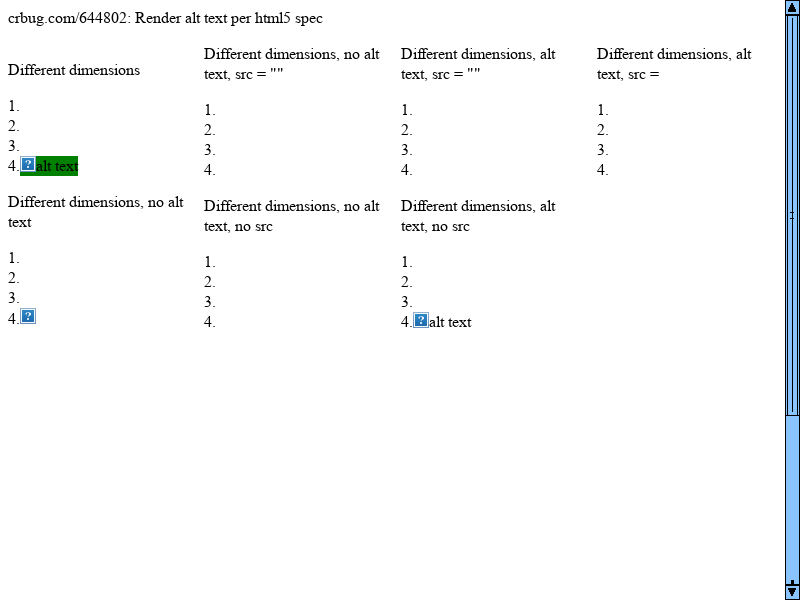 crbug.com/644802: Render alt text per html5 spec
Different dimensions
1.
2.
3.
4. alt text
Different dimensions, no alt
text, src = ""
1.
2.
3.
4.
Different dimensions, alt
text, src = ""
1.
2.
3.
4.
Different dimensions, alt
text, src =
1.
2.
3.
4.
Different dimensions, no alt
text
1.
2.
3.
4. ?
Different dimensions, no alt
text, no src
1.
2.
3.
4.
Different dimensions, alt
text, no src
1.
2.
3.
4. ? alt text